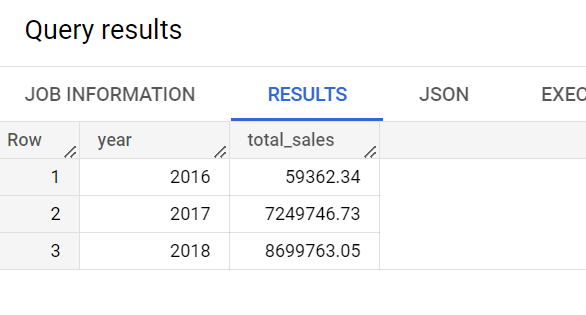 Query results
JOB INFORMATION RESULTS JSON EXEC
Row year total_sales
1 2016 59362.34
2 2017 7249746.73
3 2018 8699763.05